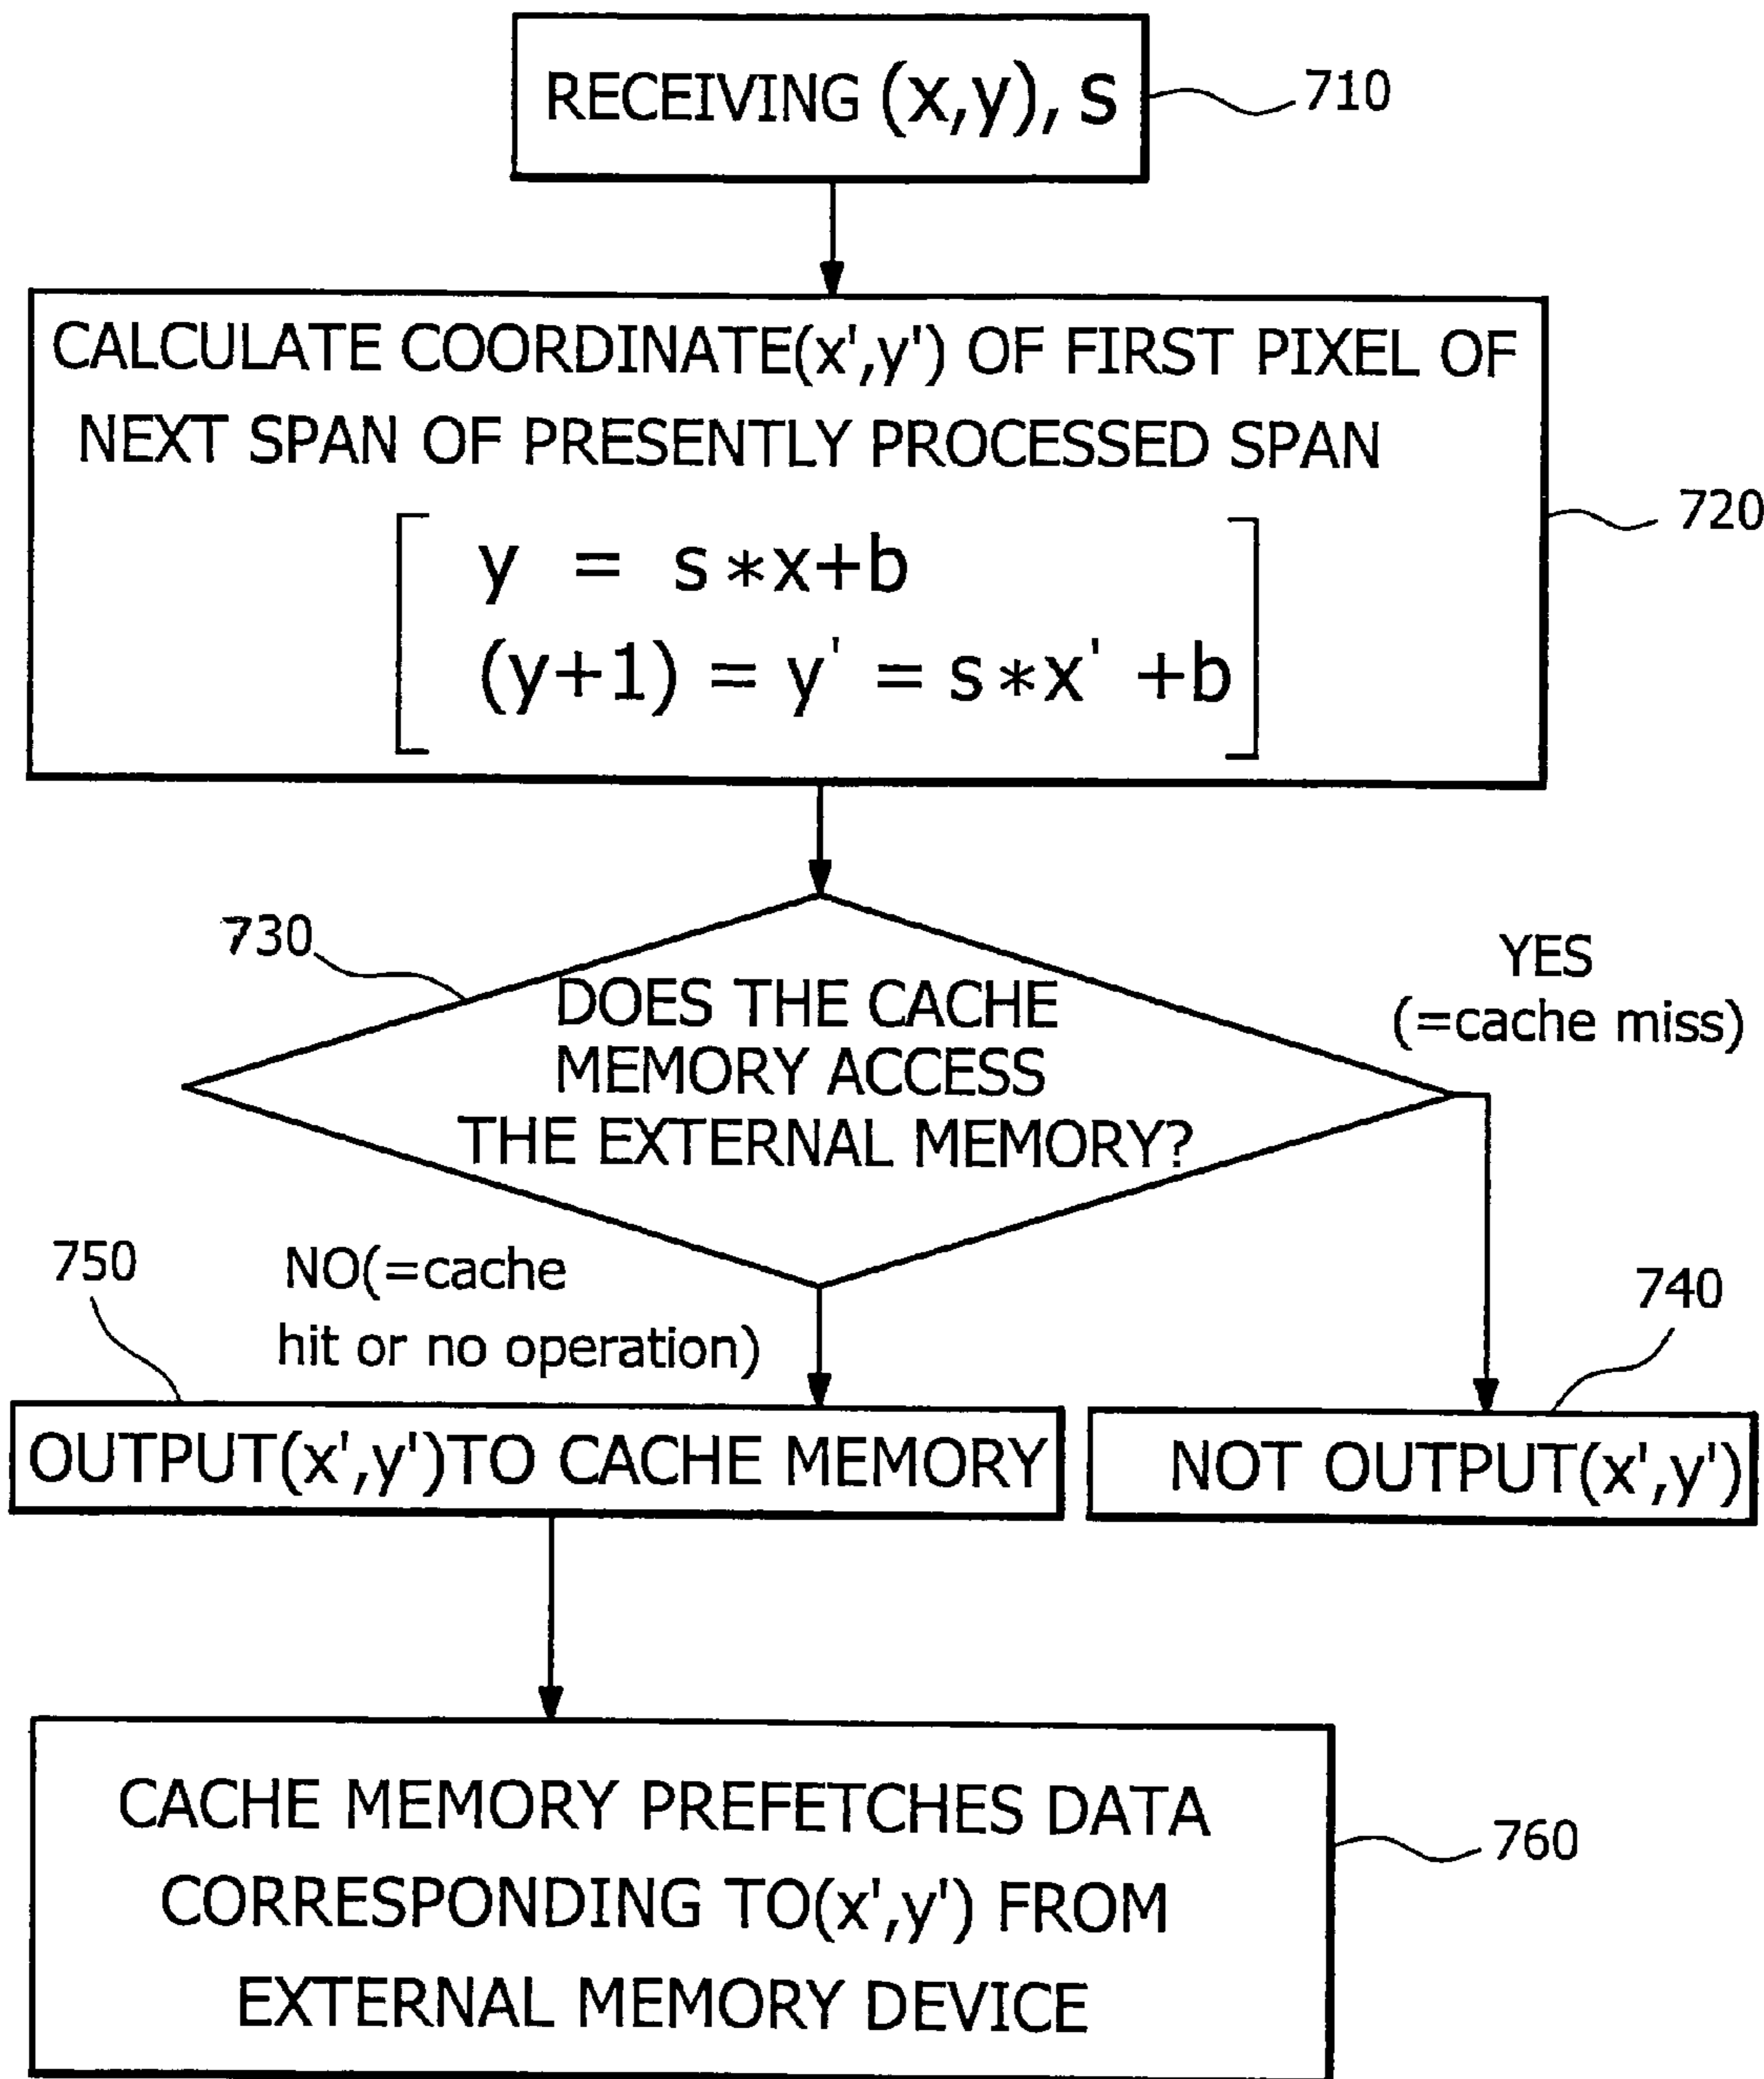 RECEIVING (x,y), s
710
CALCULATE COORDINATE(x',y') OF FIRST PIXEL OF
NEXT SPAN OF PRESENTLY PROCESSED SPAN
y = s*x+b
(y+1) = y' = s*x' +b
720
730
DOES THE CACHE
MEMORY ACCESS
THE EXTERNAL MEMORY?
YES
(=cache miss)
750
NO(=cache
hit or no operation)
740
OUTPUT(x',y')TO CACHE MEMORY
NOT OUTPUT(x',y')
CACHE MEMORY PREFETCHES DATA
CORRESPONDING TO(x',y') FROM
EXTERNAL MEMORY DEVICE
760